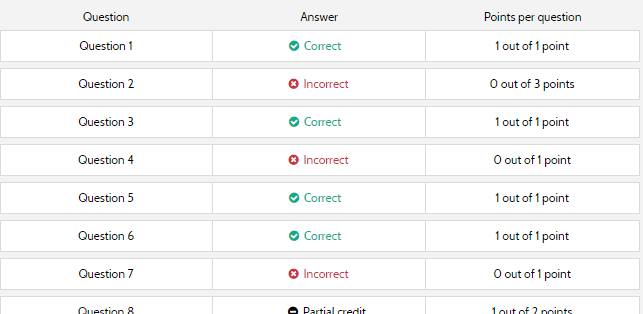 Question Answer Points per question
Question 1 Correct 1 out of 1 point
Question 2 Incorrect 0 out of 3 points
Question 3 Correct 1 out of 1 point
Question 4 Incorrect 0 out of 1 point
Question 5 Correct 1 out of 1 point
Question 6 Correct 1 out of 1 point
Question 7 Incorrect 0 out of 1 point
Question 8 Partial credit 1 out of 2 points